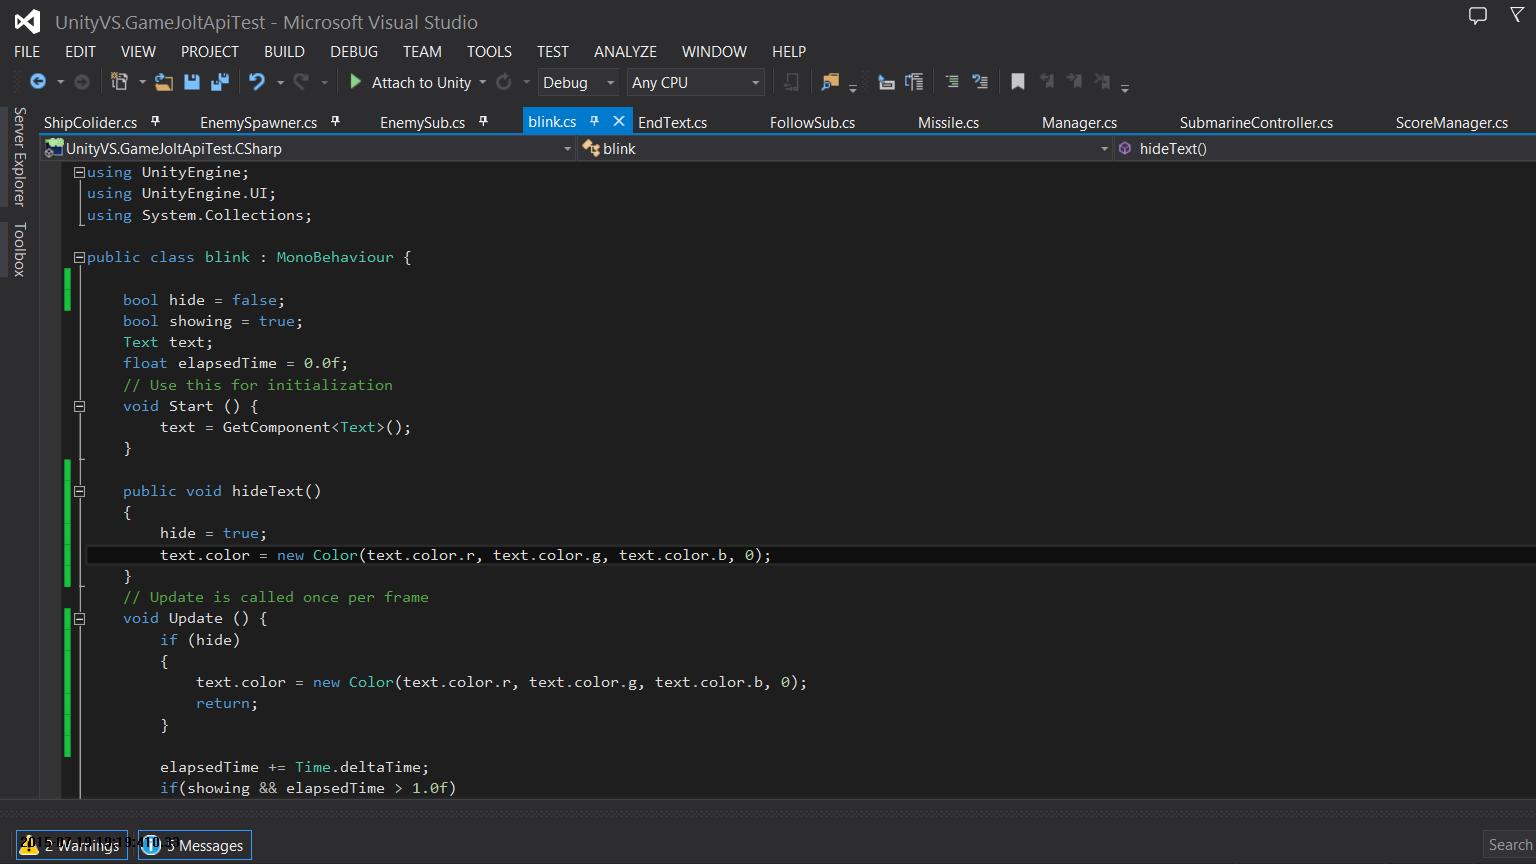 UnityVS.GameJoltApiTest - Microsoft Visual Studio
FILE EDIT VIEW PROJECT BUILD DEBUG TEAM TOOLS TEST ANALYZE WINDOW HELP
Attach to Unity Debug Any CPU
ShipColider.cs EnemySpawner.cs EnemySub.cs blink.cs EndText.cs FollowSub.cs Missile.cs Manager.cs SubmarineController.cs ScoreManager.cs
Server Explorer
Toolbox
UnityVS.GameJoltApiTest.CSharp blink hideText()
using UnityEngine;
using UnityEngine.UI;
using System.Collections;
public class blink : MonoBehaviour {
bool hide = false;
bool showing = true;
Text text;
float elapsedTime = 0.0f;
// Use this for initialization
void Start () {
text = GetComponent<Text>();
}
public void hideText()
{
hide = true;
text.color = new Color(text.color.r, text.color.g, text.color.b, 0);
}
// Update is called once per frame
void Update () {
if (hide)
{
text.color = new Color(text.color.r, text.color.g, text.color.b, 0);
return;
}
elapsedTime += Time.deltaTime;
if(showing && elapsedTime > 1.0f)
2 Warnings 5 Messages
Search